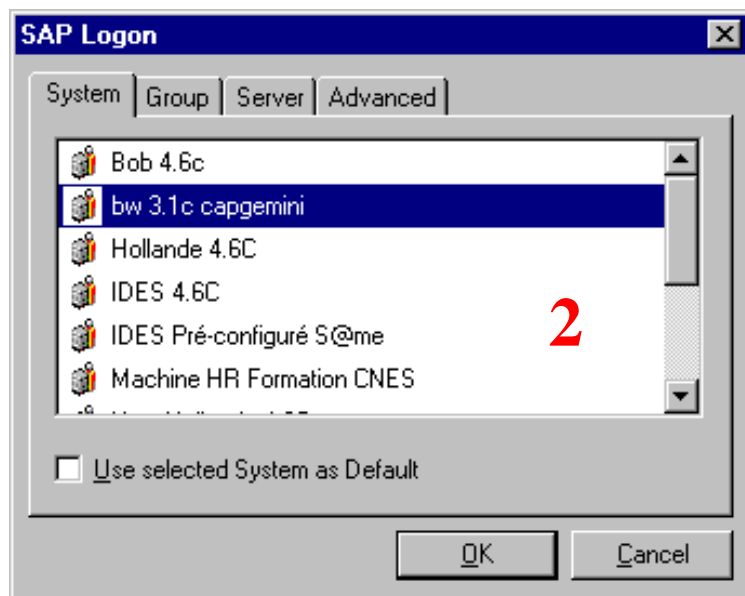 SAP Logon
System Group Server Advanced
Bob 4.6c
bw 3.1c capgemini
Hollande 4.6C
IDES 4.6C
IDES Pré-configuré S@me
2
Machine HR Formation CNES
Use selected System as Default
OK Cancel